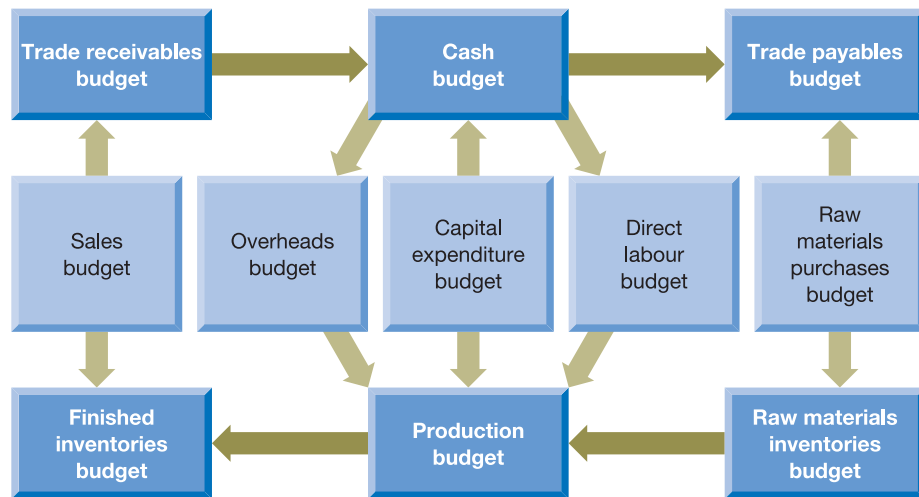 Trade receivables
budget
Cash
budget
Trade payables
budget
Sales
budget
Overheads
budget
Capital
expenditure
budget
Direct
labour
budget
Raw
materials
purchases
budget
Finished
inventories
budget
Production
budget
Raw materials
inventories
budget